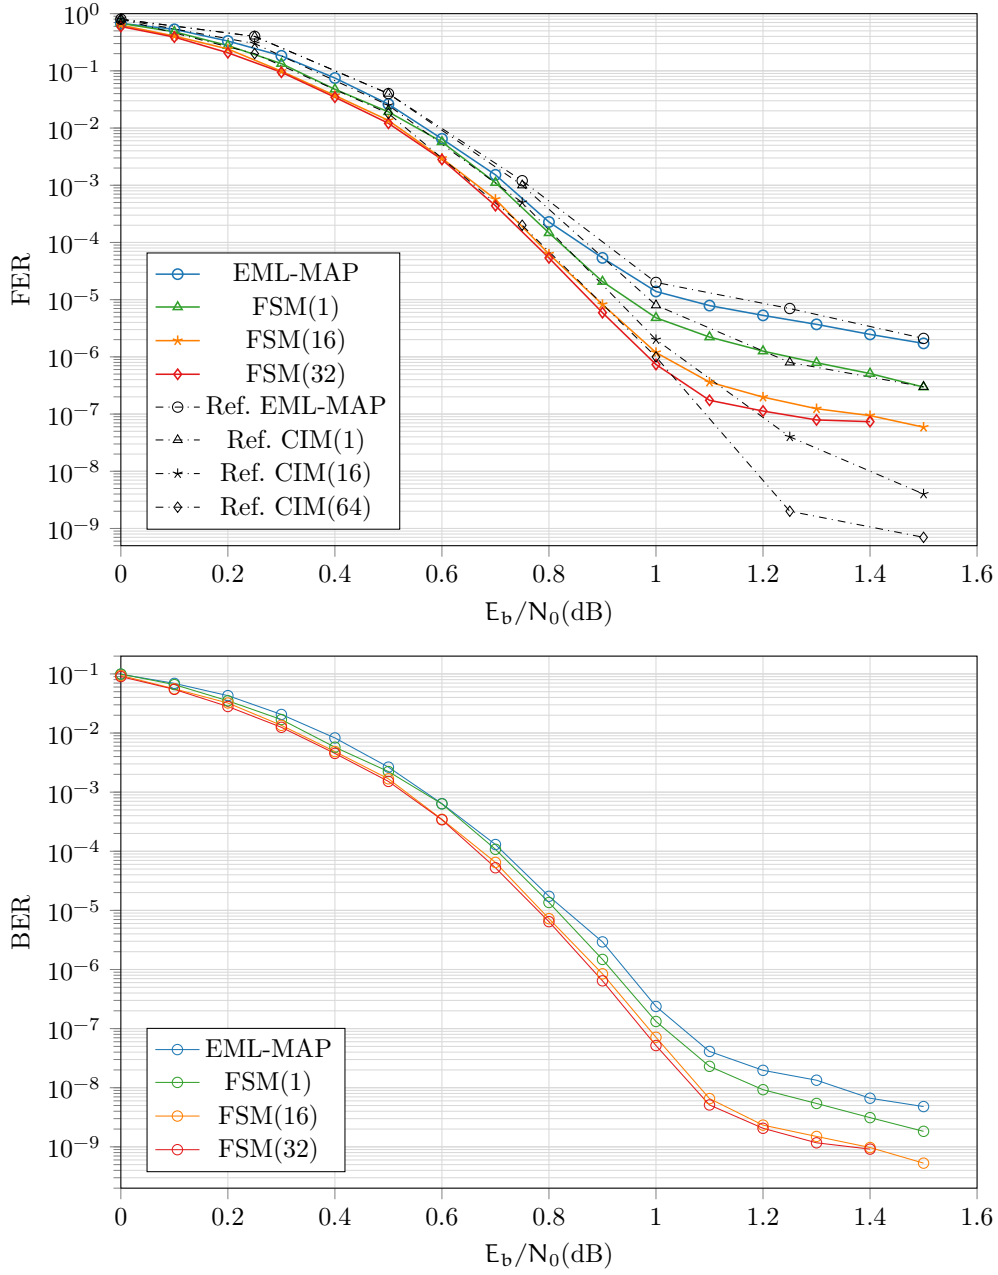 10^0
10^−1
10^−2
10^−3
10^−4
10^−5
10^−6
10^−7
10^−8
10^−9
FER
EML-MAP
FSM(1)
FSM(16)
FSM(32)
Ref. EML-MAP
Ref. CIM(1)
Ref. CIM(16)
Ref. CIM(64)
0 0.2 0.4 0.6 0.8 1 1.2 1.4 1.6
E_b/N_0(dB)
10^−1
10^−2
10^−3
10^−4
10^−5
10^−6
10^−7
10^−8
10^−9
BER
EML-MAP
FSM(1)
FSM(16)
FSM(32)
0 0.2 0.4 0.6 0.8 1 1.2 1.4 1.6
E_b/N_0(dB)